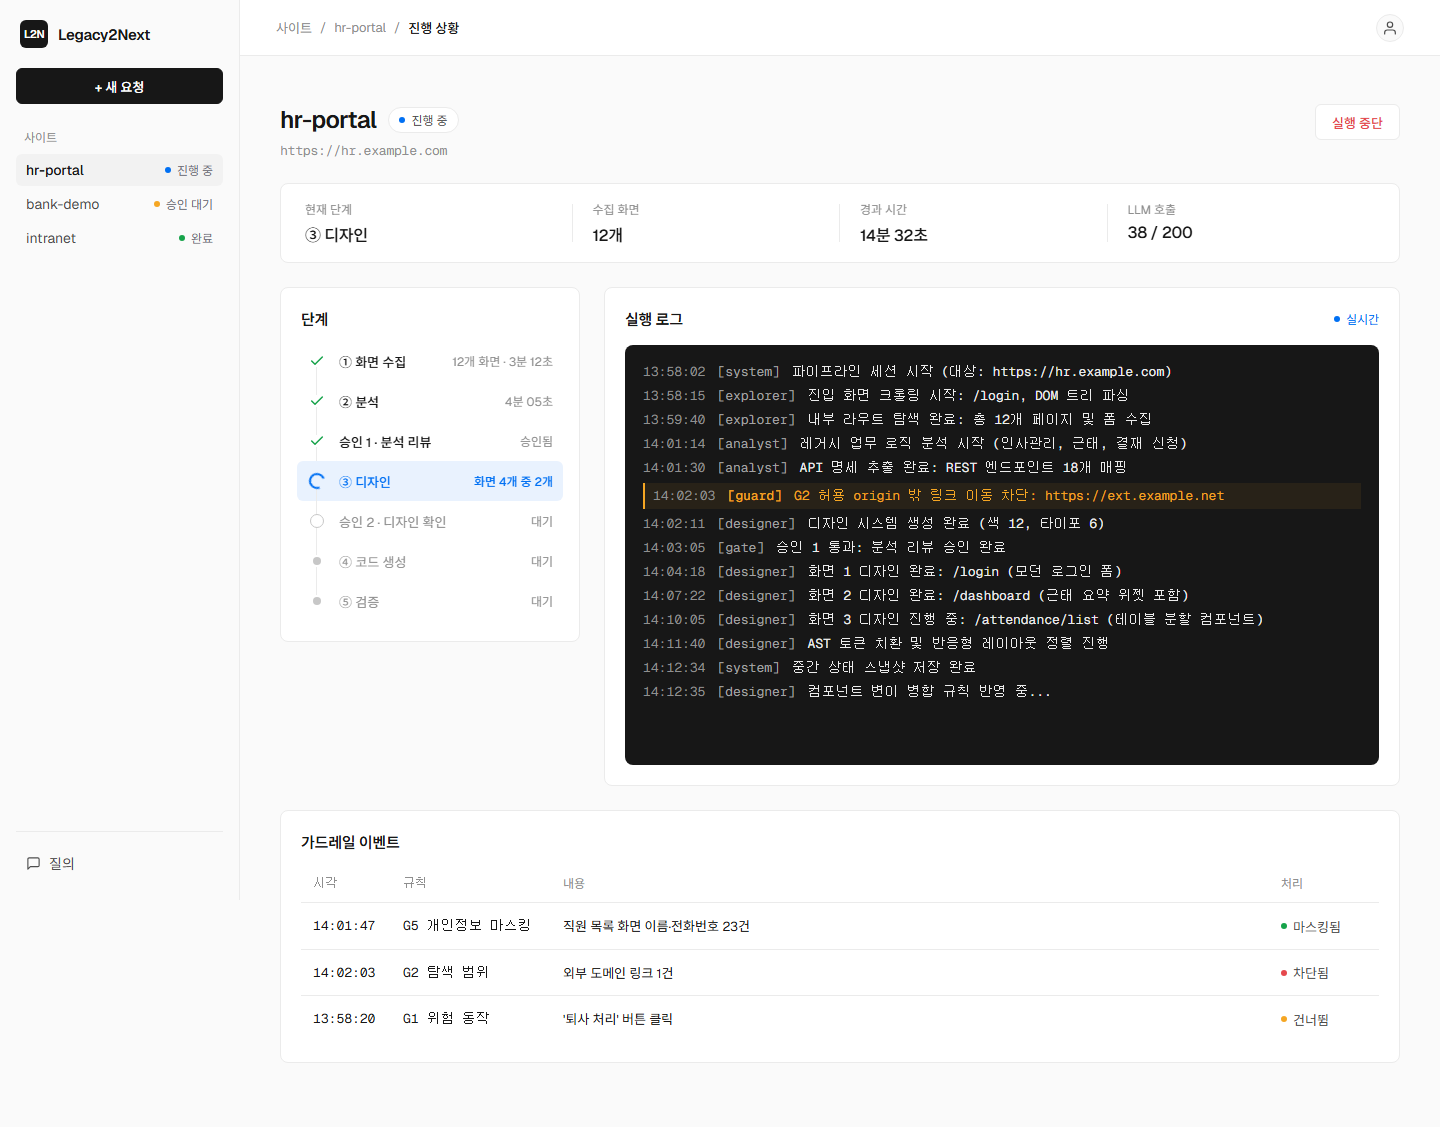 L2N Legacy2Next
+ 새 요청
사이트
hr-portal 진행 중
bank-demo 승인 대기
intranet 완료
질의
사이트 / hr-portal / 진행 상황
hr-portal 진행 중
https://hr.example.com
실행 중단
현재 단계
③ 디자인
수집 화면
12개
경과 시간
14분 32초
LLM 호출
38 / 200
단계
① 화면 수집 12개 화면 · 3분 12초
② 분석 4분 05초
승인 1 · 분석 리뷰 승인됨
③ 디자인 화면 4개 중 2개
승인 2 · 디자인 확인 대기
④ 코드 생성 대기
⑤ 검증 대기
실행 로그 실시간
13:58:02 [system] 파이프라인 세션 시작 (대상: https://hr.example.com)
13:58:15 [explorer] 진입 화면 크롤링 시작: /login, DOM 트리 파싱
13:59:40 [explorer] 내부 라우트 탐색 완료: 총 12개 페이지 및 폼 수집
14:01:14 [analyst] 레거시 업무 로직 분석 시작 (인사관리, 근태, 결재 신청)
14:01:30 [analyst] API 명세 추출 완료: REST 엔드포인트 18개 매핑
14:02:03 [guard] G2 허용 origin 밖 링크 이동 차단: https://ext.example.net
14:02:11 [designer] 디자인 시스템 생성 완료 (색 12, 타이포 6)
14:03:05 [gate] 승인 1 통과: 분석 리뷰 승인 완료
14:04:18 [designer] 화면 1 디자인 완료: /login (모던 로그인 폼)
14:07:22 [designer] 화면 2 디자인 완료: /dashboard (근태 요약 위젯 포함)
14:10:05 [designer] 화면 3 디자인 진행 중: /attendance/list (테이블 분할 컴포넌트)
14:11:40 [designer] AST 토큰 치환 및 반응형 레이아웃 정렬 진행
14:12:34 [system] 중간 상태 스냅샷 저장 완료
14:12:35 [designer] 컴포넌트 변이 병합 규칙 반영 중...
가드레일 이벤트
시각 규칙 내용 처리
14:01:47 G5 개인정보 마스킹 직원 목록 화면 이름·전화번호 23건 마스킹됨
14:02:03 G2 탐색 범위 외부 도메인 링크 1건 차단됨
13:58:20 G1 위험 동작 '퇴사 처리' 버튼 클릭 건너뜀